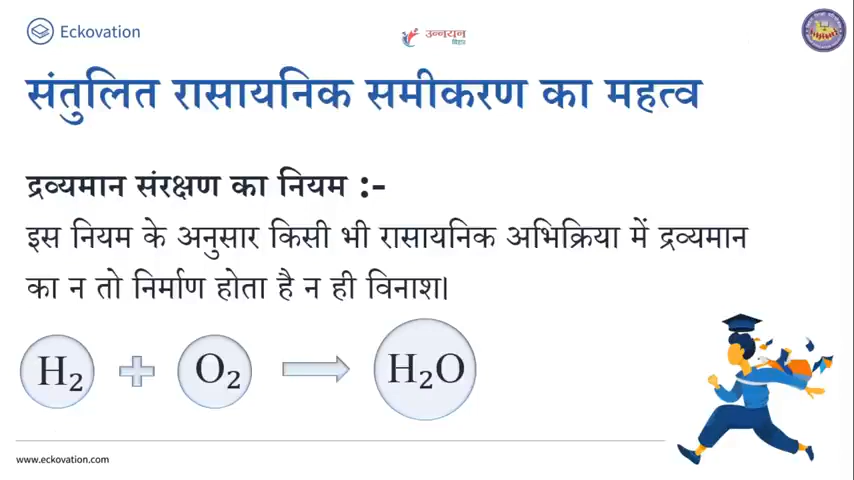 Eckovation
उन्नयन
बिहार
संतुलित रासायनिक समीकरण का महत्व
द्रव्यमान संरक्षण का नियम :-
इस नियम के अनुसार किसी भी रासायनिक अभिक्रिया में द्रव्यमान
का न तो निर्माण होता है न ही विनाश।
H₂ + O₂ → H₂O
www.eckovation.com